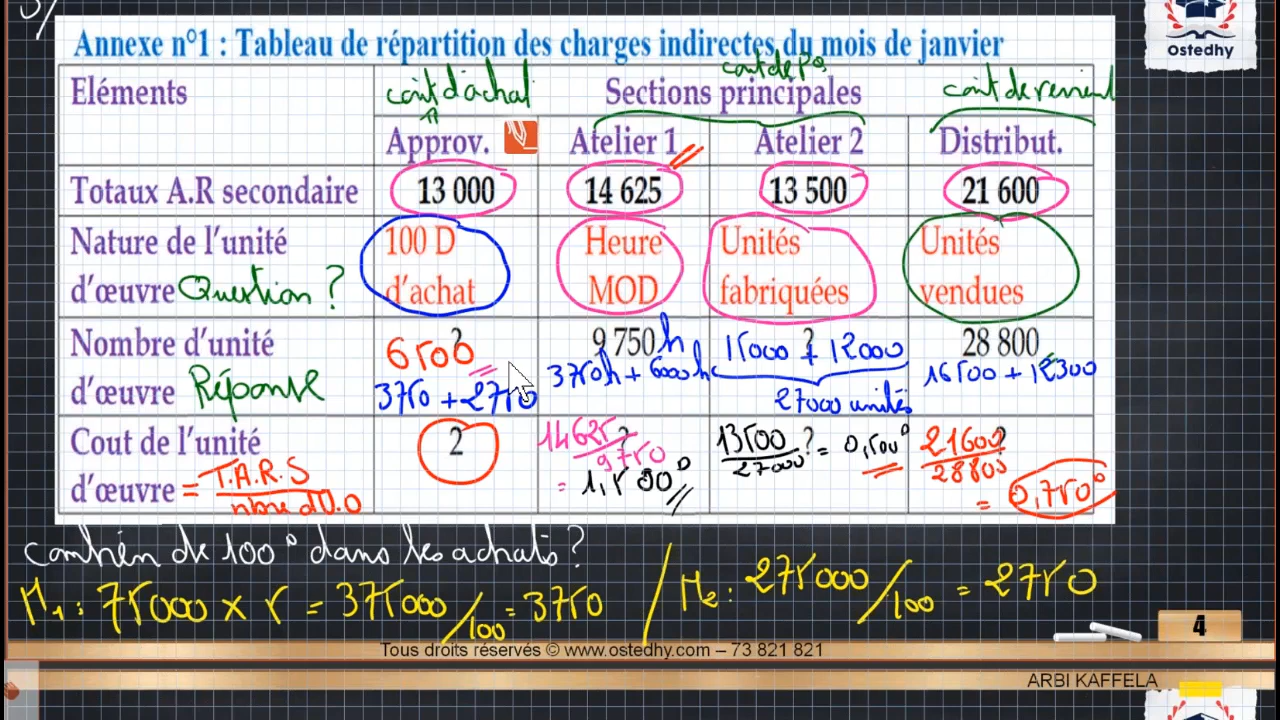 3/
Ostedhy
Annexe n°1 : Tableau de répartition des charges indirectes du mois de janvier
Eléments
coût d'achat
Sections principales
coût de p°
coût de revient
Approv.
Atelier 1
Atelier 2
Distribut.
Totaux A.R secondaire
13 000
14 625
13 500
21 600
Nature de l'unité
d'œuvre Question ?
100 D
d'achat
Heure
MOD
Unités
fabriquées
Unités
vendues
Nombre d'unité
d'œuvre Réponse
?
6500
3750 + 2750
9 750 h
3750h + 6000h
?
15000 + 12000
27000 unités
28 800
16500 + 12300
Cout de l'unité
d'œuvre = T.A.R.S / nbre d'U.O
2
?
14625 / 9750
= 1,500D
13500 / 27000 ? = 0,500D
?
21600 / 28800
= 0,750D
combien de 100D dans les achats ?
M1 : 75000 x 5 = 375000/100 = 3750 / M2 : 275000/100 = 2750
4
Tous droits réservés © www.ostedhy.com – 73 821 821
ARBI KAFFELA